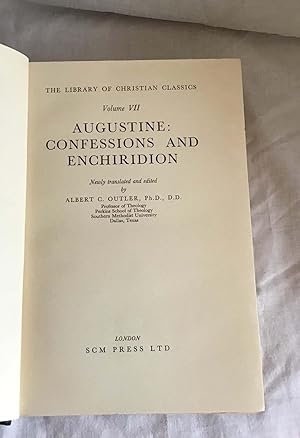 THE LIBRARY OF CHRISTIAN CLASSICS
Volume VII
AUGUSTINE:
CONFESSIONS AND
ENCHIRIDION
Newly translated and edited
by
ALBERT C. OUTLER, Ph.D., D.D.
Professor of Theology
Perkins School of Theology
Southern Methodist University
Dallas, Texas
LONDON
SCM PRESS LTD